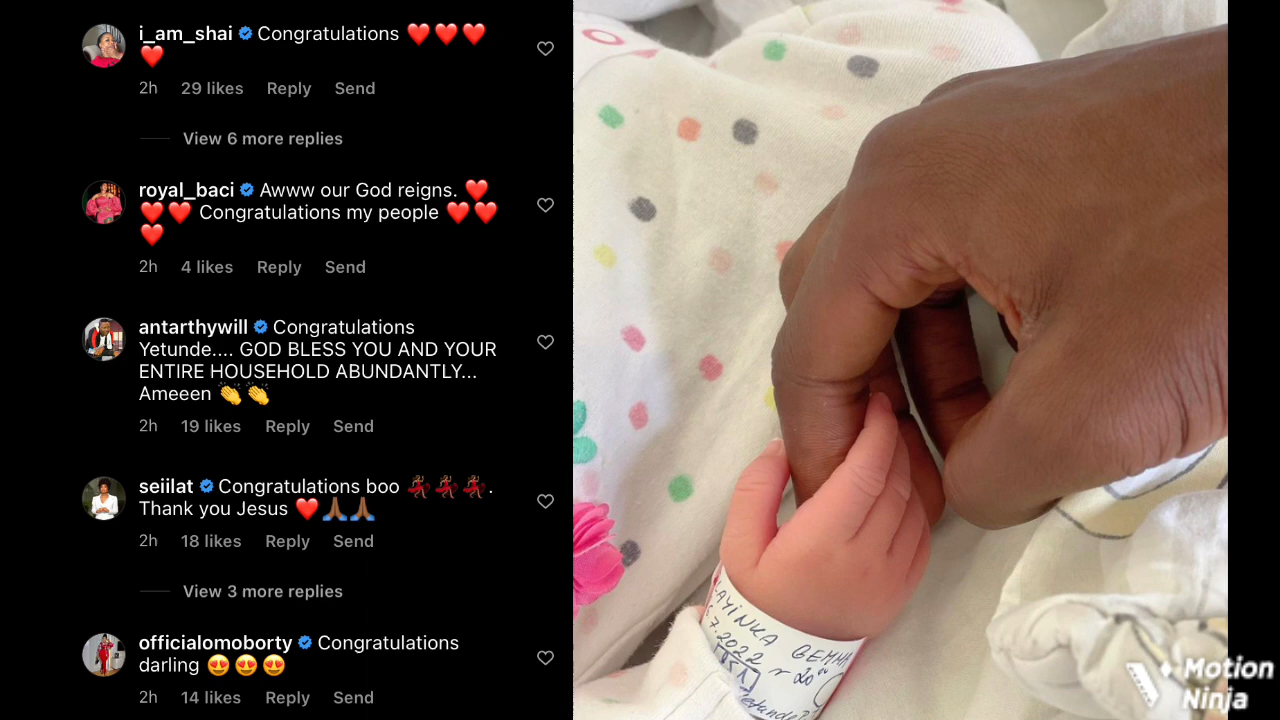 i_am_shai Congratulations ❤️❤️❤️
❤️
2h 29 likes Reply Send
View 6 more replies
royal_baci Awww our God reigns. ❤️
❤️❤️ Congratulations my people ❤️❤️
❤️
2h 4 likes Reply Send
antarthywill Congratulations
Yetunde.... GOD BLESS YOU AND YOUR
ENTIRE HOUSEHOLD ABUNDANTLY...
Ameeen 👏👏
2h 19 likes Reply Send
seiilat Congratulations boo 💃🏾💃🏾💃🏾.
Thank you Jesus ❤️🙏🏾🙏🏾
2h 18 likes Reply Send
View 3 more replies
officialomoborty Congratulations
darling 😍😍😍
2h 14 likes Reply Send
AYINKA
7 2022
Motion
Ninja